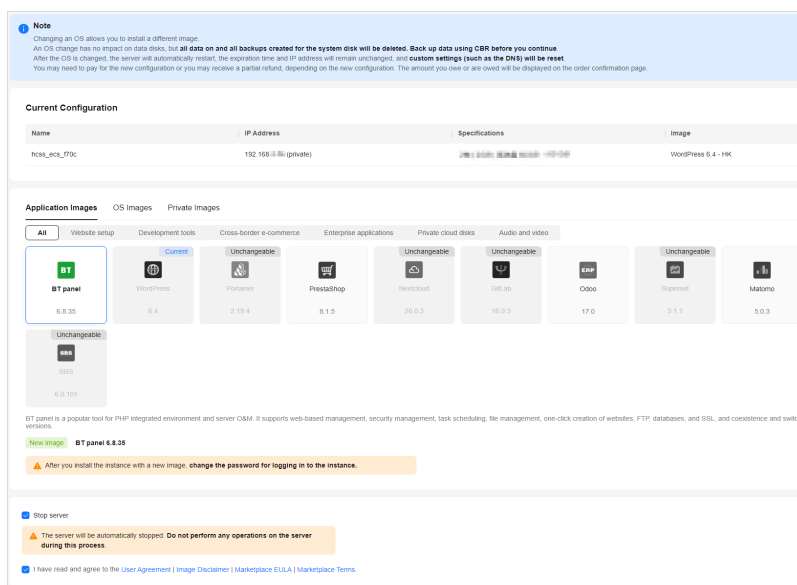 Note
Changing an OS allows you to install a different image.
An OS change has no impact on data disks, but all data on and all backups created for the system disk will be deleted. Back up data using CBR before you continue.
After the OS is changed, the server will automatically restart, the expiration time and IP address will remain unchanged, and custom settings (such as the DNS) will be reset.
You may need to pay for the new configuration or you may receive a partial refund, depending on the new configuration. The amount you owe or are owed will be displayed on the order confirmation page.
Current Configuration
Name IP Address Specifications Image
hcss_ecs_f70c 192.168 (private) WordPress 6.4 - HK
Application Images OS Images Private Images
All Website setup Development tools Cross-border e-commerce Enterprise applications Private cloud disks Audio and video
Current Unchangeable Unchangeable Unchangeable Unchangeable
BT ERP
BT panel WordPress Portainer PrestaShop Nextcloud GitLab Odoo Superset Matomo
6.8.35 6.4 2.19.4 8.1.5 28.0.3 16.9.3 17.0 3.1.1 5.0.3
Unchangeable
SRS
SRS
6.0.101
BT panel is a popular tool for PHP integrated environment and server O&M. It supports web-based management, security management, task scheduling, file management, one-click creation of websites, FTP, databases, and SSL, and coexistence and switc
versions.
New image BT panel 6.8.35
After you install the instance with a new image, change the password for logging in to the instance.
Stop server
The server will be automatically stopped. Do not perform any operations on the server
during this process.
I have read and agree to the User Agreement | Image Disclaimer | Marketplace EULA | Marketplace Terms.